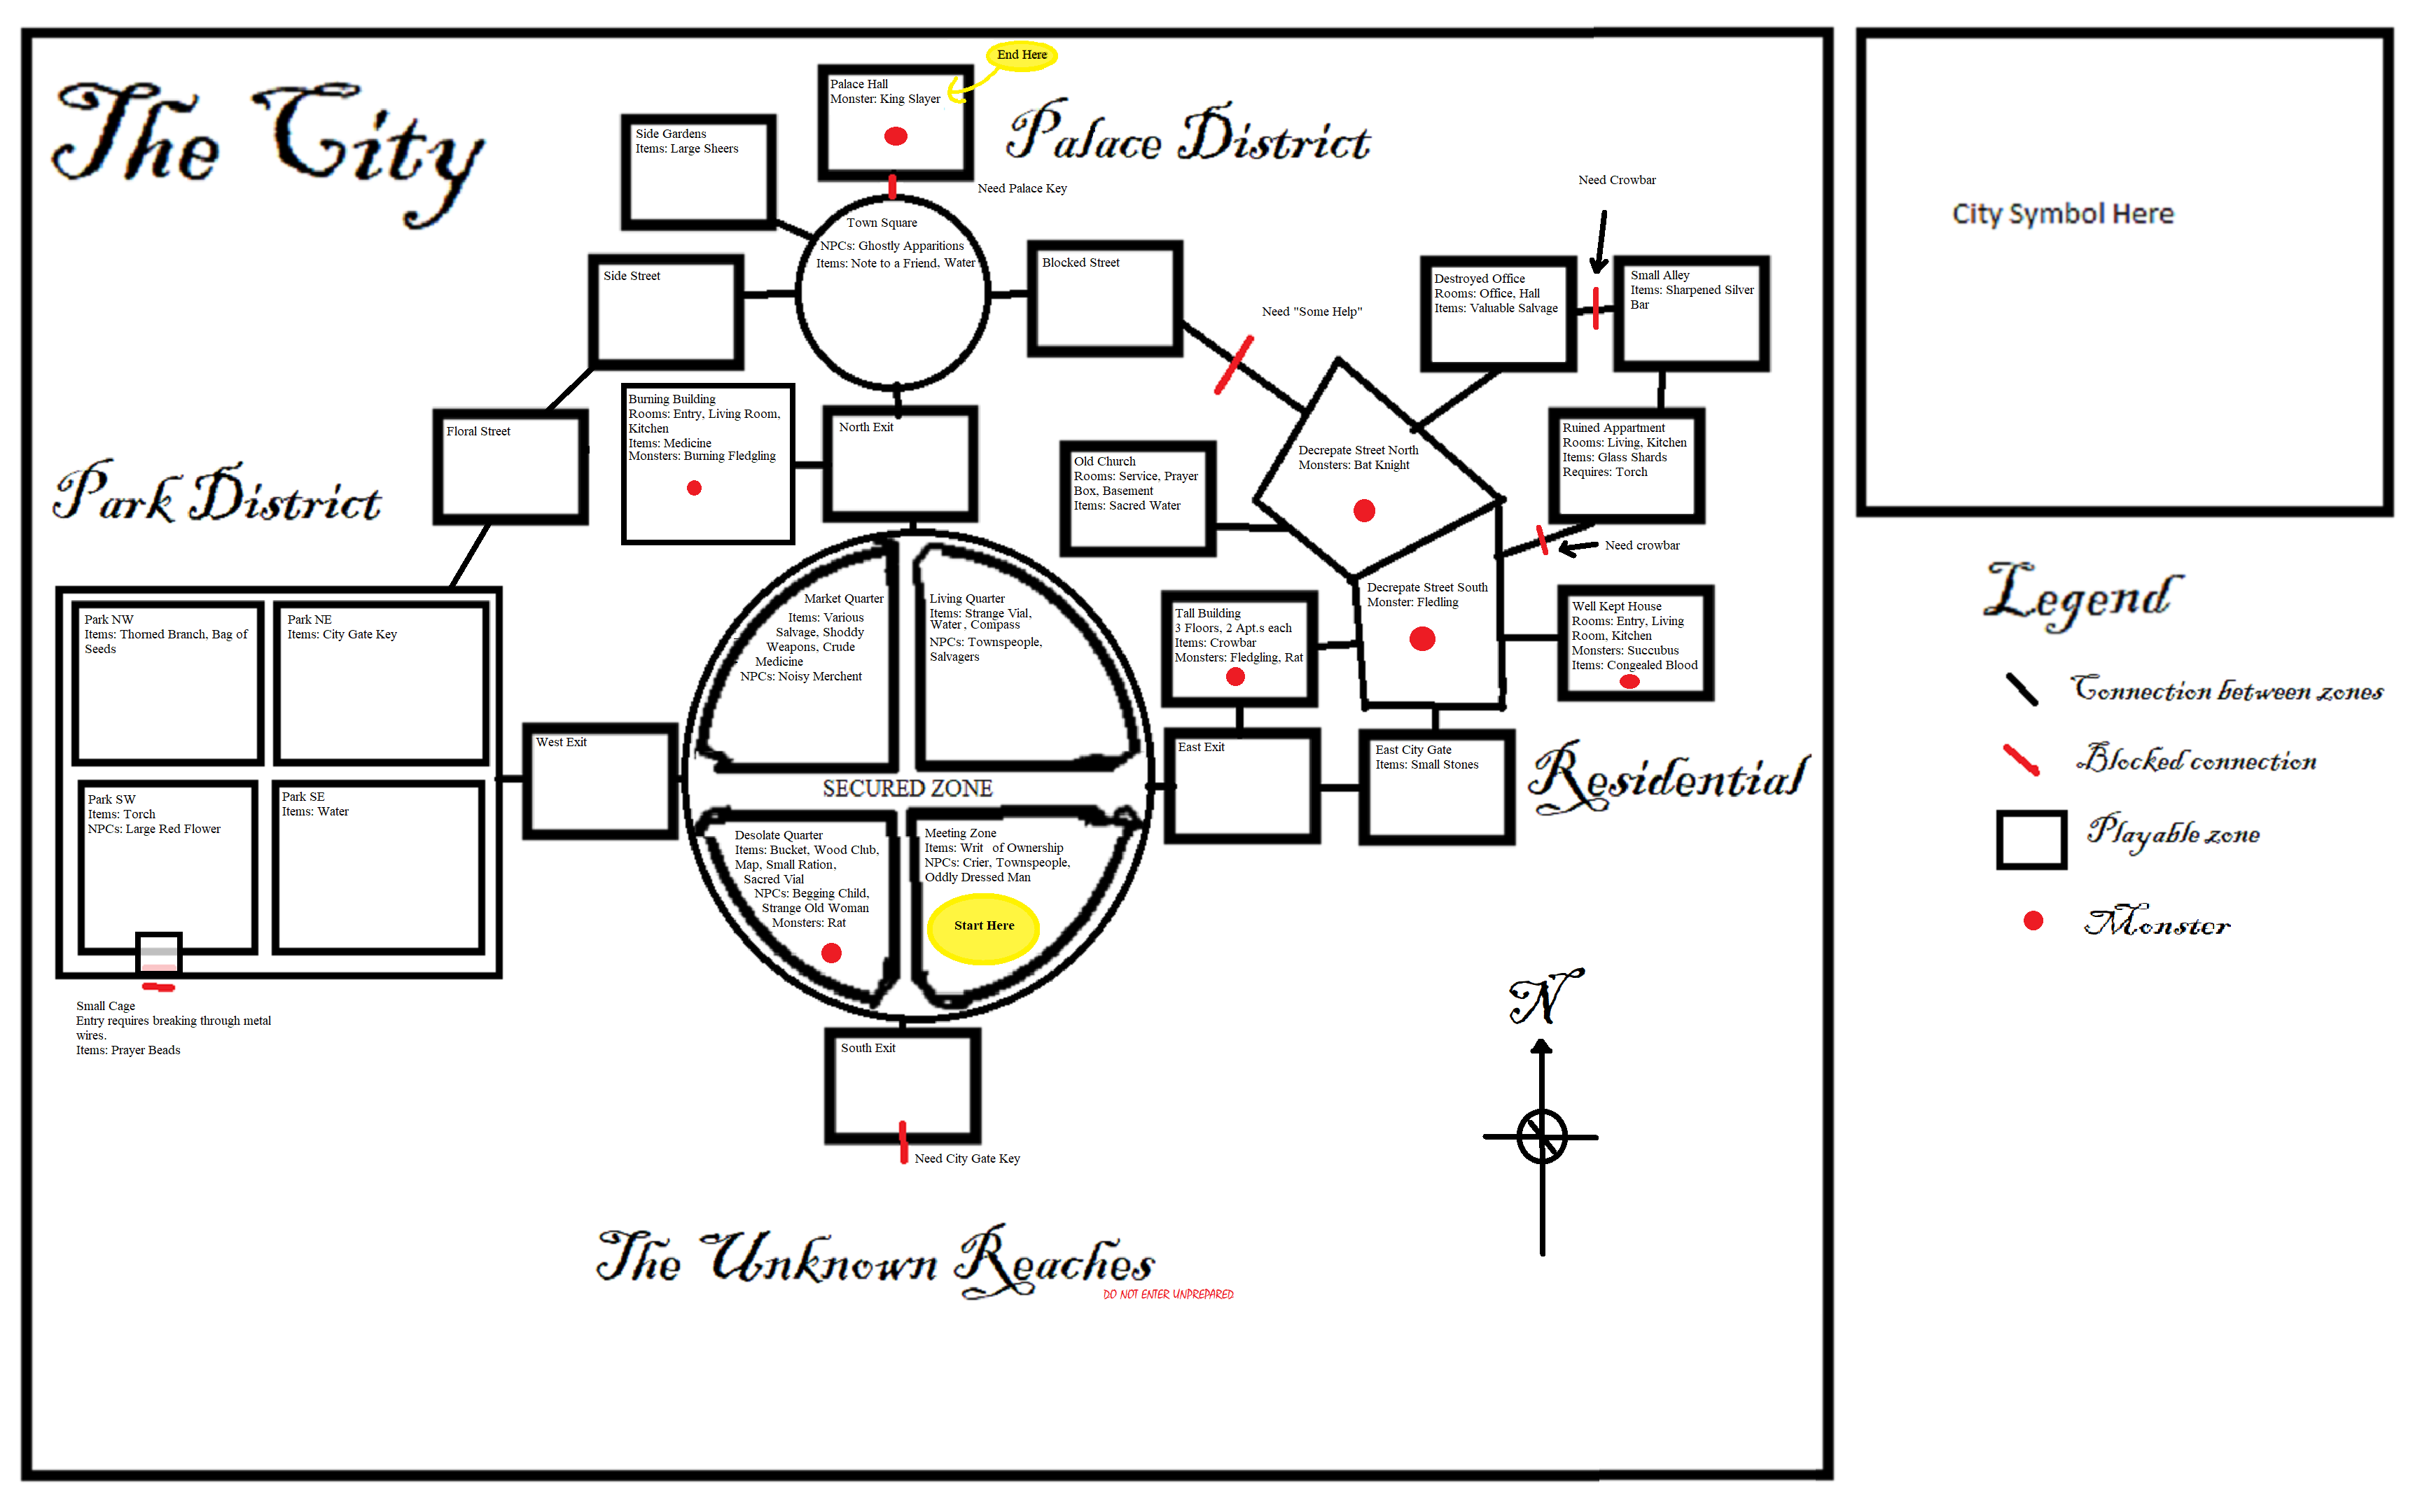 The City
End Here
Palace Hall
Monster: King Slayer
Palace District
Side Gardens
Items: Large Sheers
Need Palace Key
Need Crowbar
City Symbol Here
Town Square
NPCs: Ghostly Apparitions
Items: Note to a Friend, Water
Side Street
Blocked Street
Destroyed Office
Rooms: Office, Hall
Items: Valuable Salvage
Small Alley
Items: Sharpened Silver
Bar
Need "Some Help"
Burning Building
Rooms: Entry, Living Room,
Kitchen
Items: Medicine
Monsters: Burning Fledgling
North Exit
Floral Street
Park District
Old Church
Rooms: Service, Prayer
Box, Basement
Items: Sacred Water
Decrepate Street North
Monsters: Bat Knight
Ruined Appartment
Rooms: Living, Kitchen
Items: Glass Shards
Requires: Torch
Need crowbar
Park NW
Items: Thorned Branch, Bag of
Seeds
Park NE
Items: City Gate Key
Market Quarter
Items: Various
Salvage, Shoddy
Weapons, Crude
Medicine
NPCs: Noisy Merchent
Living Quarter
Items: Strange Vial,
Water, Compass
NPCs: Townspeople,
Salvagers
Tall Building
3 Floors, 2 Apt.s each
Items: Crowbar
Monsters: Fledgling, Rat
Decrepate Street South
Monster: Fledling
Well Kept House
Rooms: Entry, Living
Room, Kitchen
Monsters: Succubus
Items: Congealed Blood
Legend
Connection between zones
Blocked connection
Playable zone
Monster
West Exit
SECURED ZONE
East Exit
East City Gate
Items: Small Stones
Residential
Park SW
Items: Torch
NPCs: Large Red Flower
Park SE
Items: Water
Desolate Quarter
Items: Bucket, Wood Club,
Map, Small Ration,
Sacred Vial
NPCs: Begging Child,
Strange Old Woman
Monsters: Rat
Meeting Zone
Items: Writ of Ownership
NPCs: Crier, Townspeople,
Oddly Dressed Man
Start Here
Small Cage
Entry requires breaking through metal
wires.
Items: Prayer Beads
South Exit
Need City Gate Key
N
The Unknown Reaches
DO NOT ENTER UNPREPARED